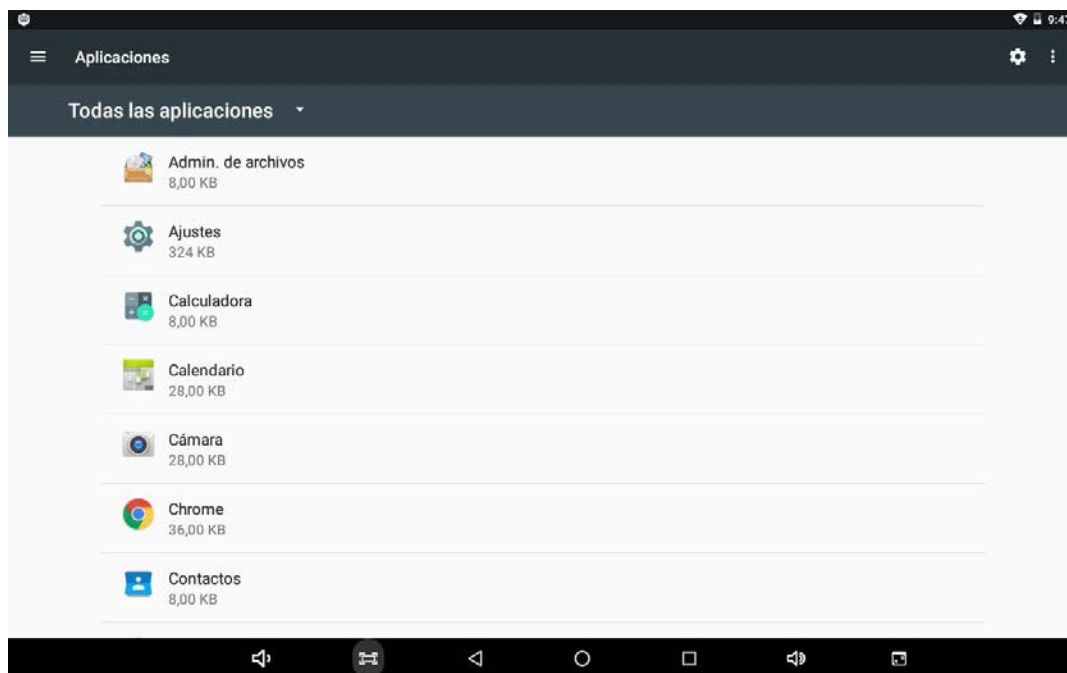 9:47
Aplicaciones
Todas las aplicaciones
Admin. de archivos
8,00 KB
Ajustes
324 KB
Calculadora
8,00 KB
Calendario
28,00 KB
Cámara
28,00 KB
Chrome
36,00 KB
Contactos
8,00 KB